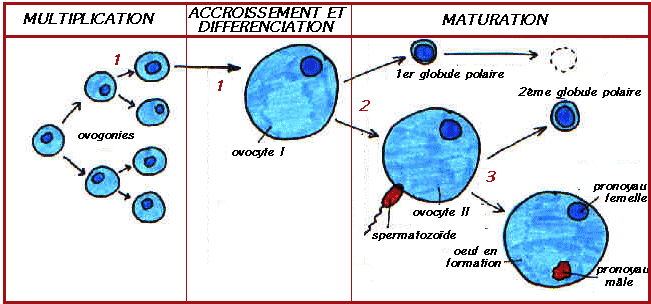 MULTIPLICATION
ACCROISSEMENT ET
DIFFERENCIATION
MATURATION
1
ovogonies
1
ovocyte I
2
1er globule polaire
2ème globule polaire
3
spermatozoïde
ovocyte II
oeuf en
formation
pronoyau
femelle
pronoyau
mâle